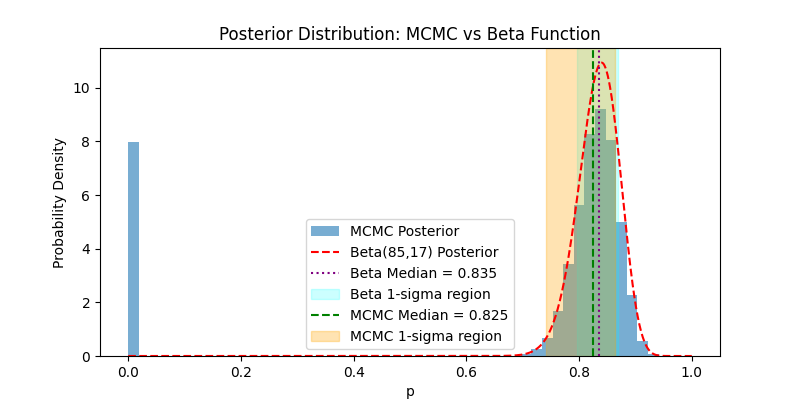 Posterior Distribution: MCMC vs Beta Function
Probability Density
10
8
6
4
2
0
MCMC Posterior
Beta(85,17) Posterior
Beta Median = 0.835
Beta 1-sigma region
MCMC Median = 0.825
MCMC 1-sigma region
0.0 0.2 0.4 0.6 0.8 1.0
p